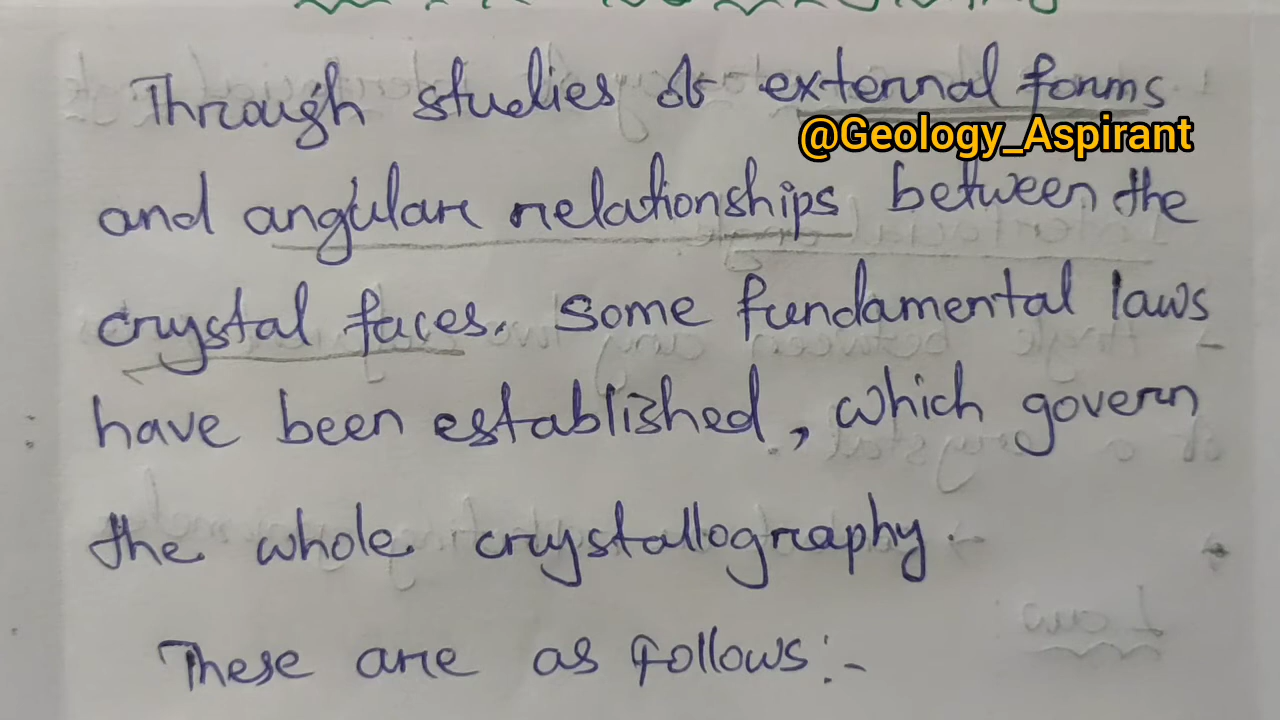 Through studies of external forms
@Geology_Aspirant
and angular relationships between the
crystal faces. Some fundamental laws
have been established, which govern
the whole crystallography.
These are as follows:-